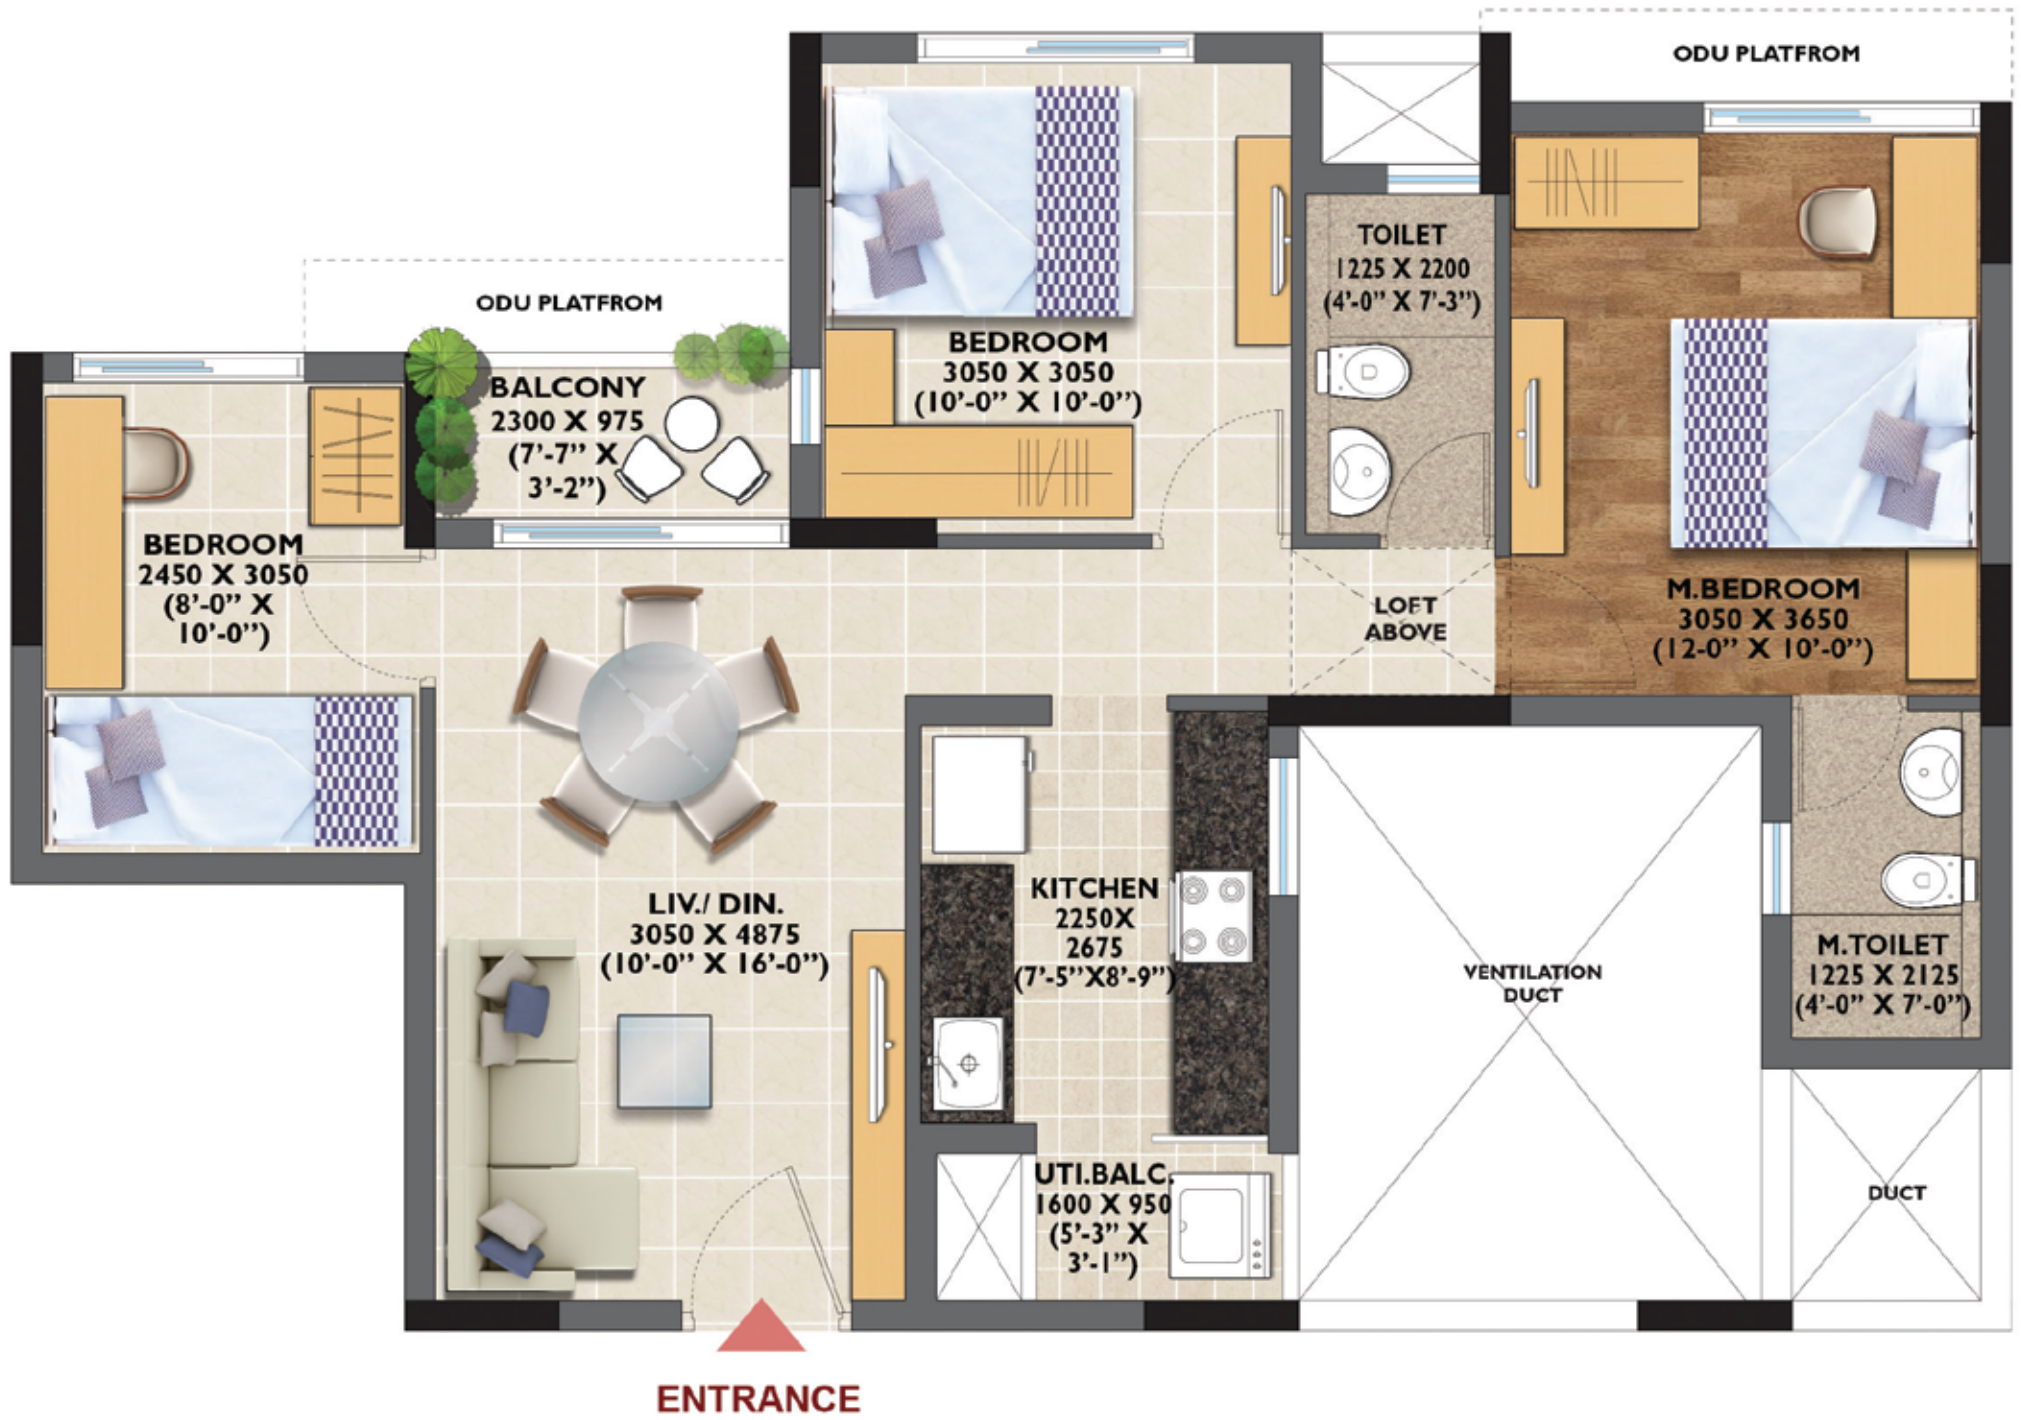 ODU PLATFROM
ODU PLATFROM
TOILET
1225 X 2200
(4'-0" X 7'-3")
BEDROOM
3050 X 3050
(10'-0" X 10'-0")
BALCONY
2300 X 975
(7'-7" X
3'-2")
BEDROOM
2450 X 3050
(8'-0" X
10'-0")
LOFT
ABOVE
M.BEDROOM
3050 X 3650
(12-0" X 10'-0")
LIV./ DIN.
3050 X 4875
(10'-0" X 16'-0")
KITCHEN
2250X
2675
(7'-5"X8'-9")
VENTILATION
DUCT
M.TOILET
1225 X 2125
(4'-0" X 7'-0")
UTI.BALC.
1600 X 950
(5'-3" X
3'-1")
DUCT
ENTRANCE